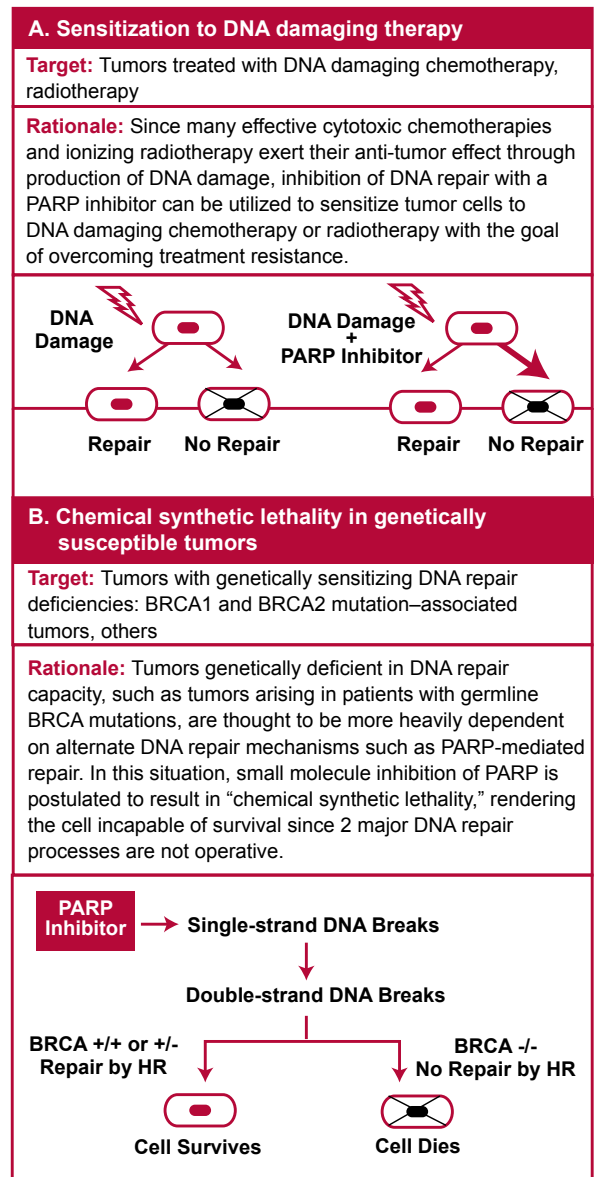 A. Sensitization to DNA damaging therapy
Target: Tumors treated with DNA damaging chemotherapy,
radiotherapy
Rationale: Since many effective cytotoxic chemotherapies
and ionizing radiotherapy exert their anti-tumor effect through
production of DNA damage, inhibition of DNA repair with a
PARP inhibitor can be utilized to sensitize tumor cells to
DNA damaging chemotherapy or radiotherapy with the goal
of overcoming treatment resistance.
DNA
Damage
Repair
No Repair
DNA Damage
+
PARP Inhibitor
Repair
No Repair
B. Chemical synthetic lethality in genetically
susceptible tumors
Target: Tumors with genetically sensitizing DNA repair
deficiencies: BRCA1 and BRCA2 mutation–associated
tumors, others
Rationale: Tumors genetically deficient in DNA repair
capacity, such as tumors arising in patients with germline
BRCA mutations, are thought to be more heavily dependent
on alternate DNA repair mechanisms such as PARP-mediated
repair. In this situation, small molecule inhibition of PARP is
postulated to result in “chemical synthetic lethality,” rendering
the cell incapable of survival since 2 major DNA repair
processes are not operative.
PARP
Inhibitor
Single-strand DNA Breaks
Double-strand DNA Breaks
BRCA +/+ or +/-
Repair by HR
Cell Survives
BRCA -/-
No Repair by HR
Cell Dies